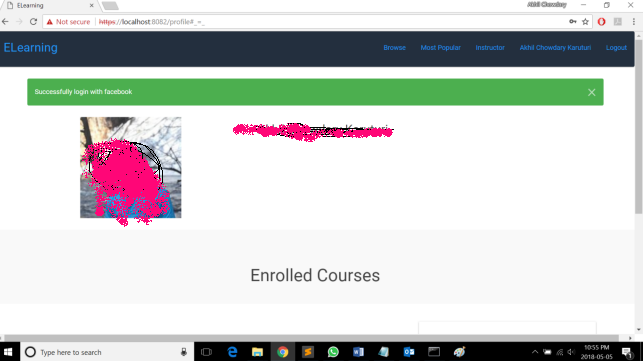 Akhil Chowdary
ELearning
Not secure | https://localhost:8082/profile#_=_
ELearning
Browse Most Popular Instructor Akhil Chowdary Karuturi Logout
Successfully login with facebook
Enrolled Courses
Type here to search
10:55 PM
2018-05-05